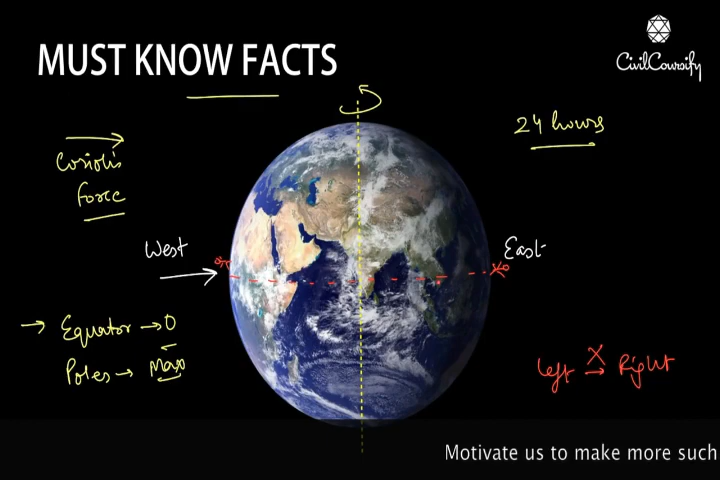 MUST KNOW FACTS
CivilCoursify
24 hours
Coriolis
force
West
East
→ Equator → 0
Poles → Max
left → Right
X
Motivate us to make more such